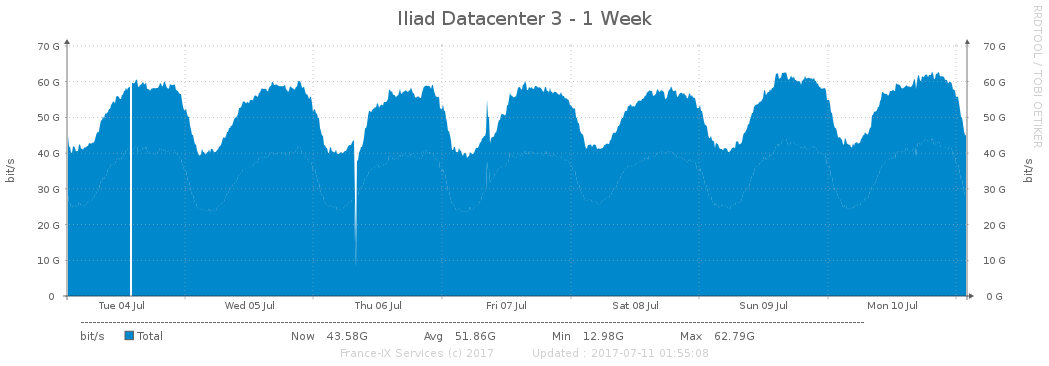 Iliad Datacenter 3 - 1 Week
RRDTOOL / TOBI OETIKER
70 G 70 G
60 G 60 G
50 G 50 G
40 G 40 G
30 G 30 G
20 G 20 G
10 G 10 G
0 0 G
bit/s bit/s
Tue 04 Jul Wed 05 Jul Thu 06 Jul Fri 07 Jul Sat 08 Jul Sun 09 Jul Mon 10 Jul
bit/s Total Now 43.58G Avg 51.86G Min 12.98G Max 62.79G
France-IX Services (c) 2017 Updated : 2017-07-11 01:55:08